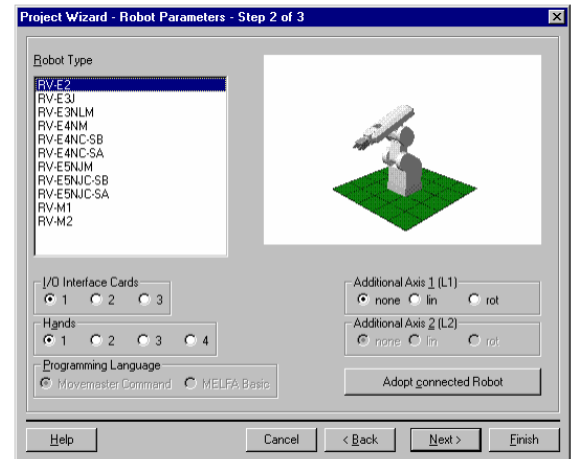 Project Wizard - Robot Parameters - Step 2 of 3
Robot Type
RV-E2
RV-E3J
RV-E3NLM
RV-E4NM
RV-E4NC-SB
RV-E4NC-SA
RV-E5NJM
RV-E5NJC-SB
RV-E5NJC-SA
RV-M1
RV-M2
I/O Interface Cards
1 2 3
Additional Axis 1 (L1)
none lin rot
Hands
1 2 3 4
Additional Axis 2 (L2)
none lin rot
Programming Language
Movemaster Command MELFA Basic
Adopt connected Robot
Help Cancel < Back Next > Finish